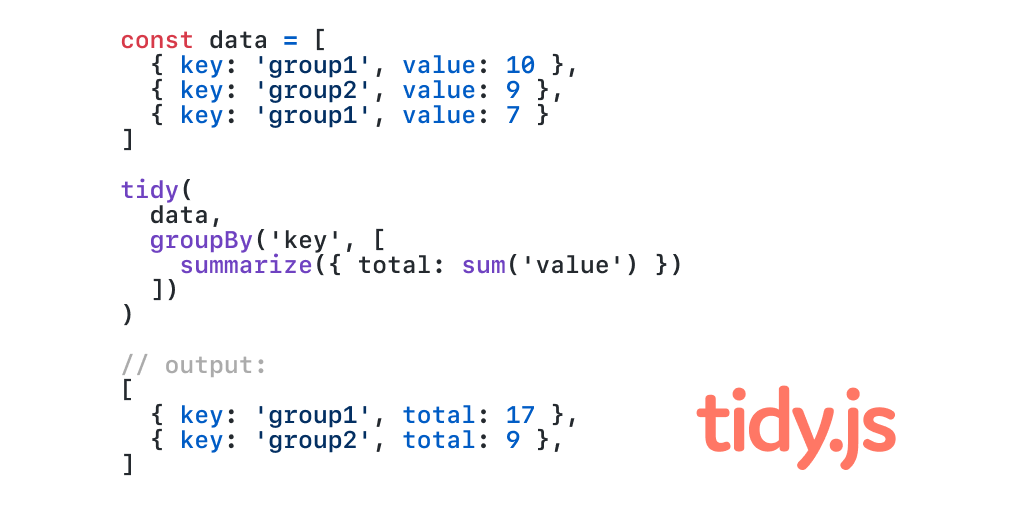 const data = [
  { key: 'group1', value: 10 },
  { key: 'group2', value: 9 },
  { key: 'group1', value: 7 }
]

tidy(
  data,
  groupBy('key', [
    summarize({ total: sum('value') })
  ])
)

// output:
[
  { key: 'group1', total: 17 },
  { key: 'group2', total: 9 },
]
tidy.js